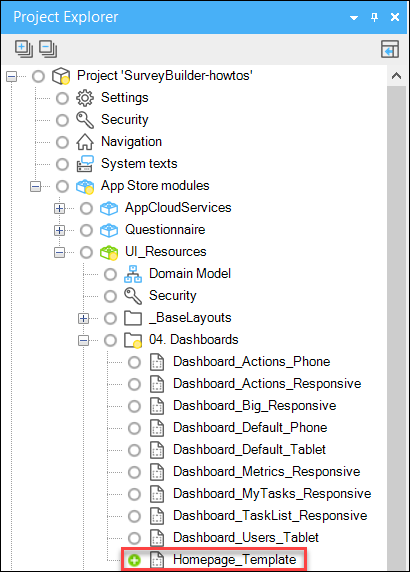 Project Explorer
Project 'SurveyBuilder-howtos'
Settings
Security
Navigation
System texts
App Store modules
AppCloudServices
Questionnaire
UI_Resources
Domain Model
Security
_BaseLayouts
04. Dashboards
Dashboard_Actions_Phone
Dashboard_Actions_Responsive
Dashboard_Big_Responsive
Dashboard_Default_Phone
Dashboard_Default_Tablet
Dashboard_Metrics_Responsive
Dashboard_MyTasks_Responsive
Dashboard_TaskList_Responsive
Dashboard_Users_Tablet
Homepage_Template